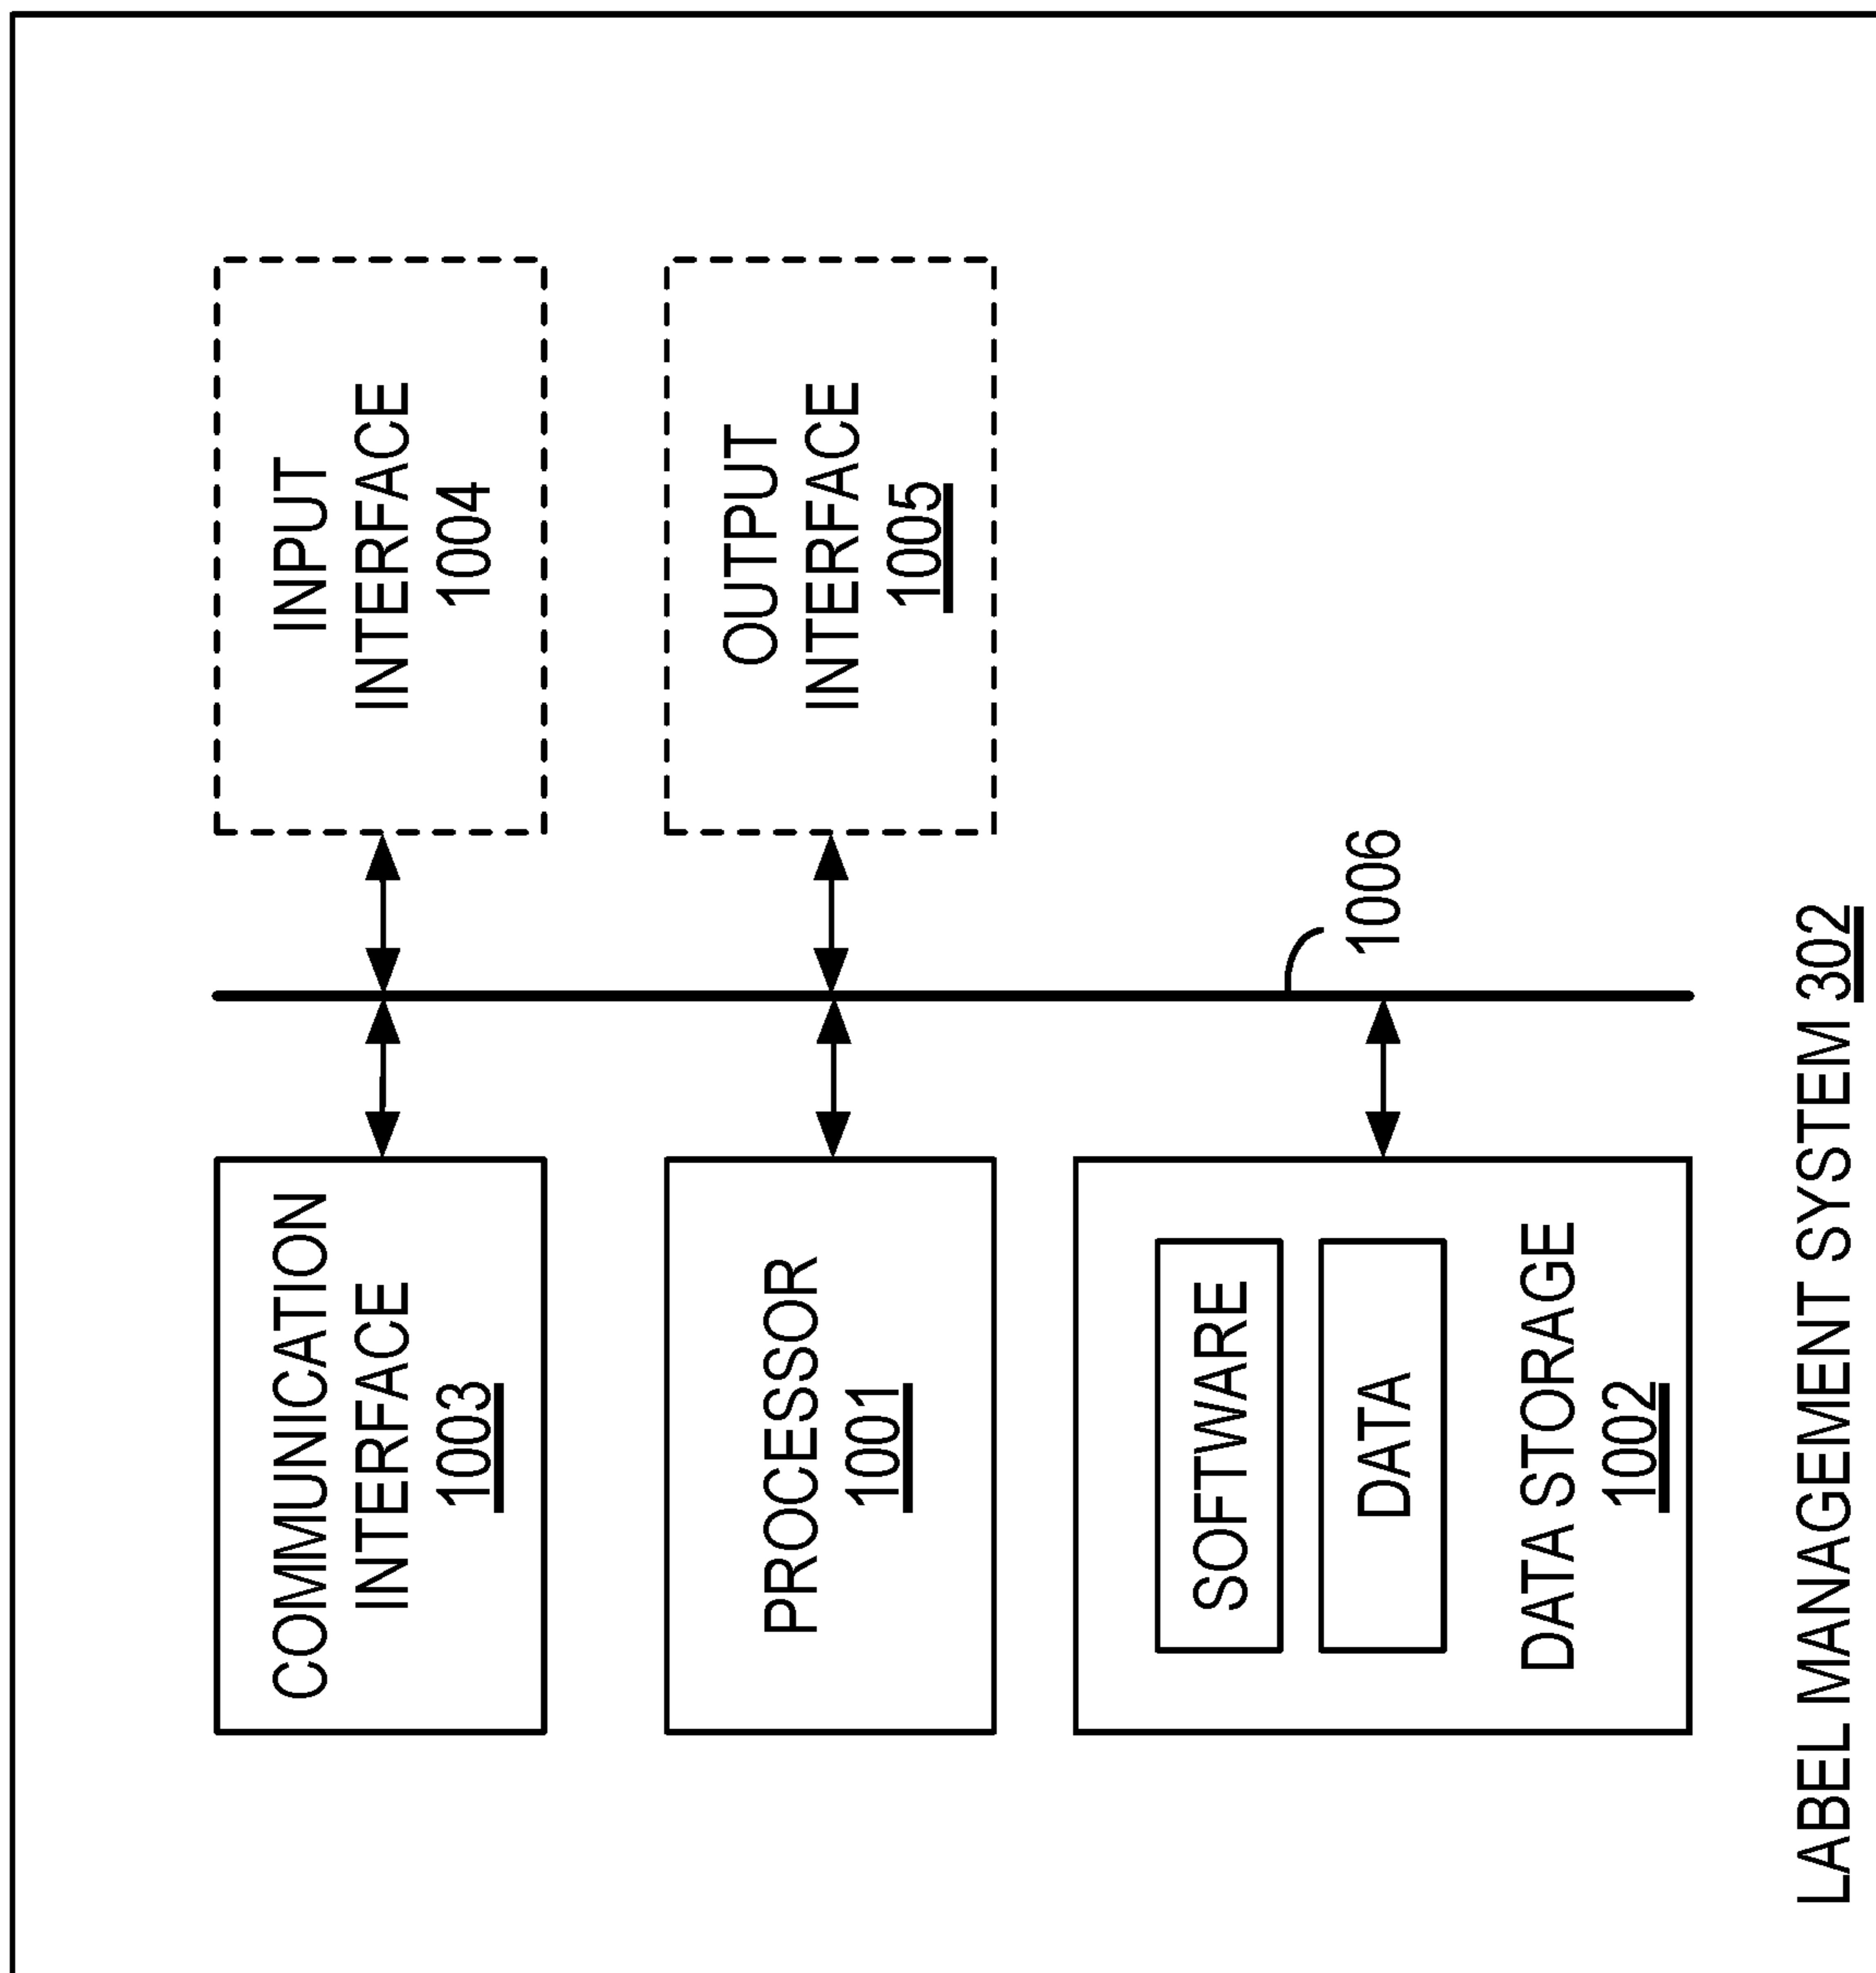 COMMUNICATION
INTERFACE
1003
INPUT
INTERFACE
1004
PROCESSOR
1001
OUTPUT
INTERFACE
1005
SOFTWARE
DATA
DATA STORAGE
1002
1006
LABEL MANAGEMENT SYSTEM 302